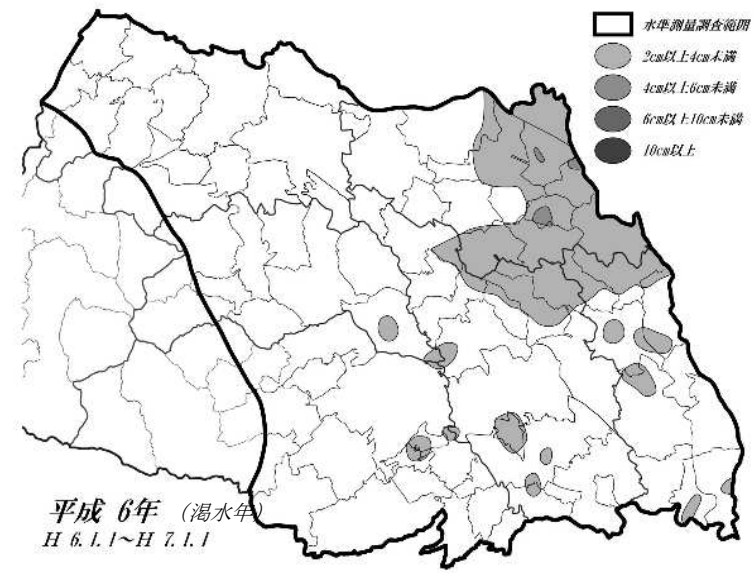 水準測量調査範囲
2cm以上4cm未満
4cm以上6cm未満
6cm以上10cm未満
10cm以上
平成 6年 (渇水年)
H 6.1.1～H 7.1.1